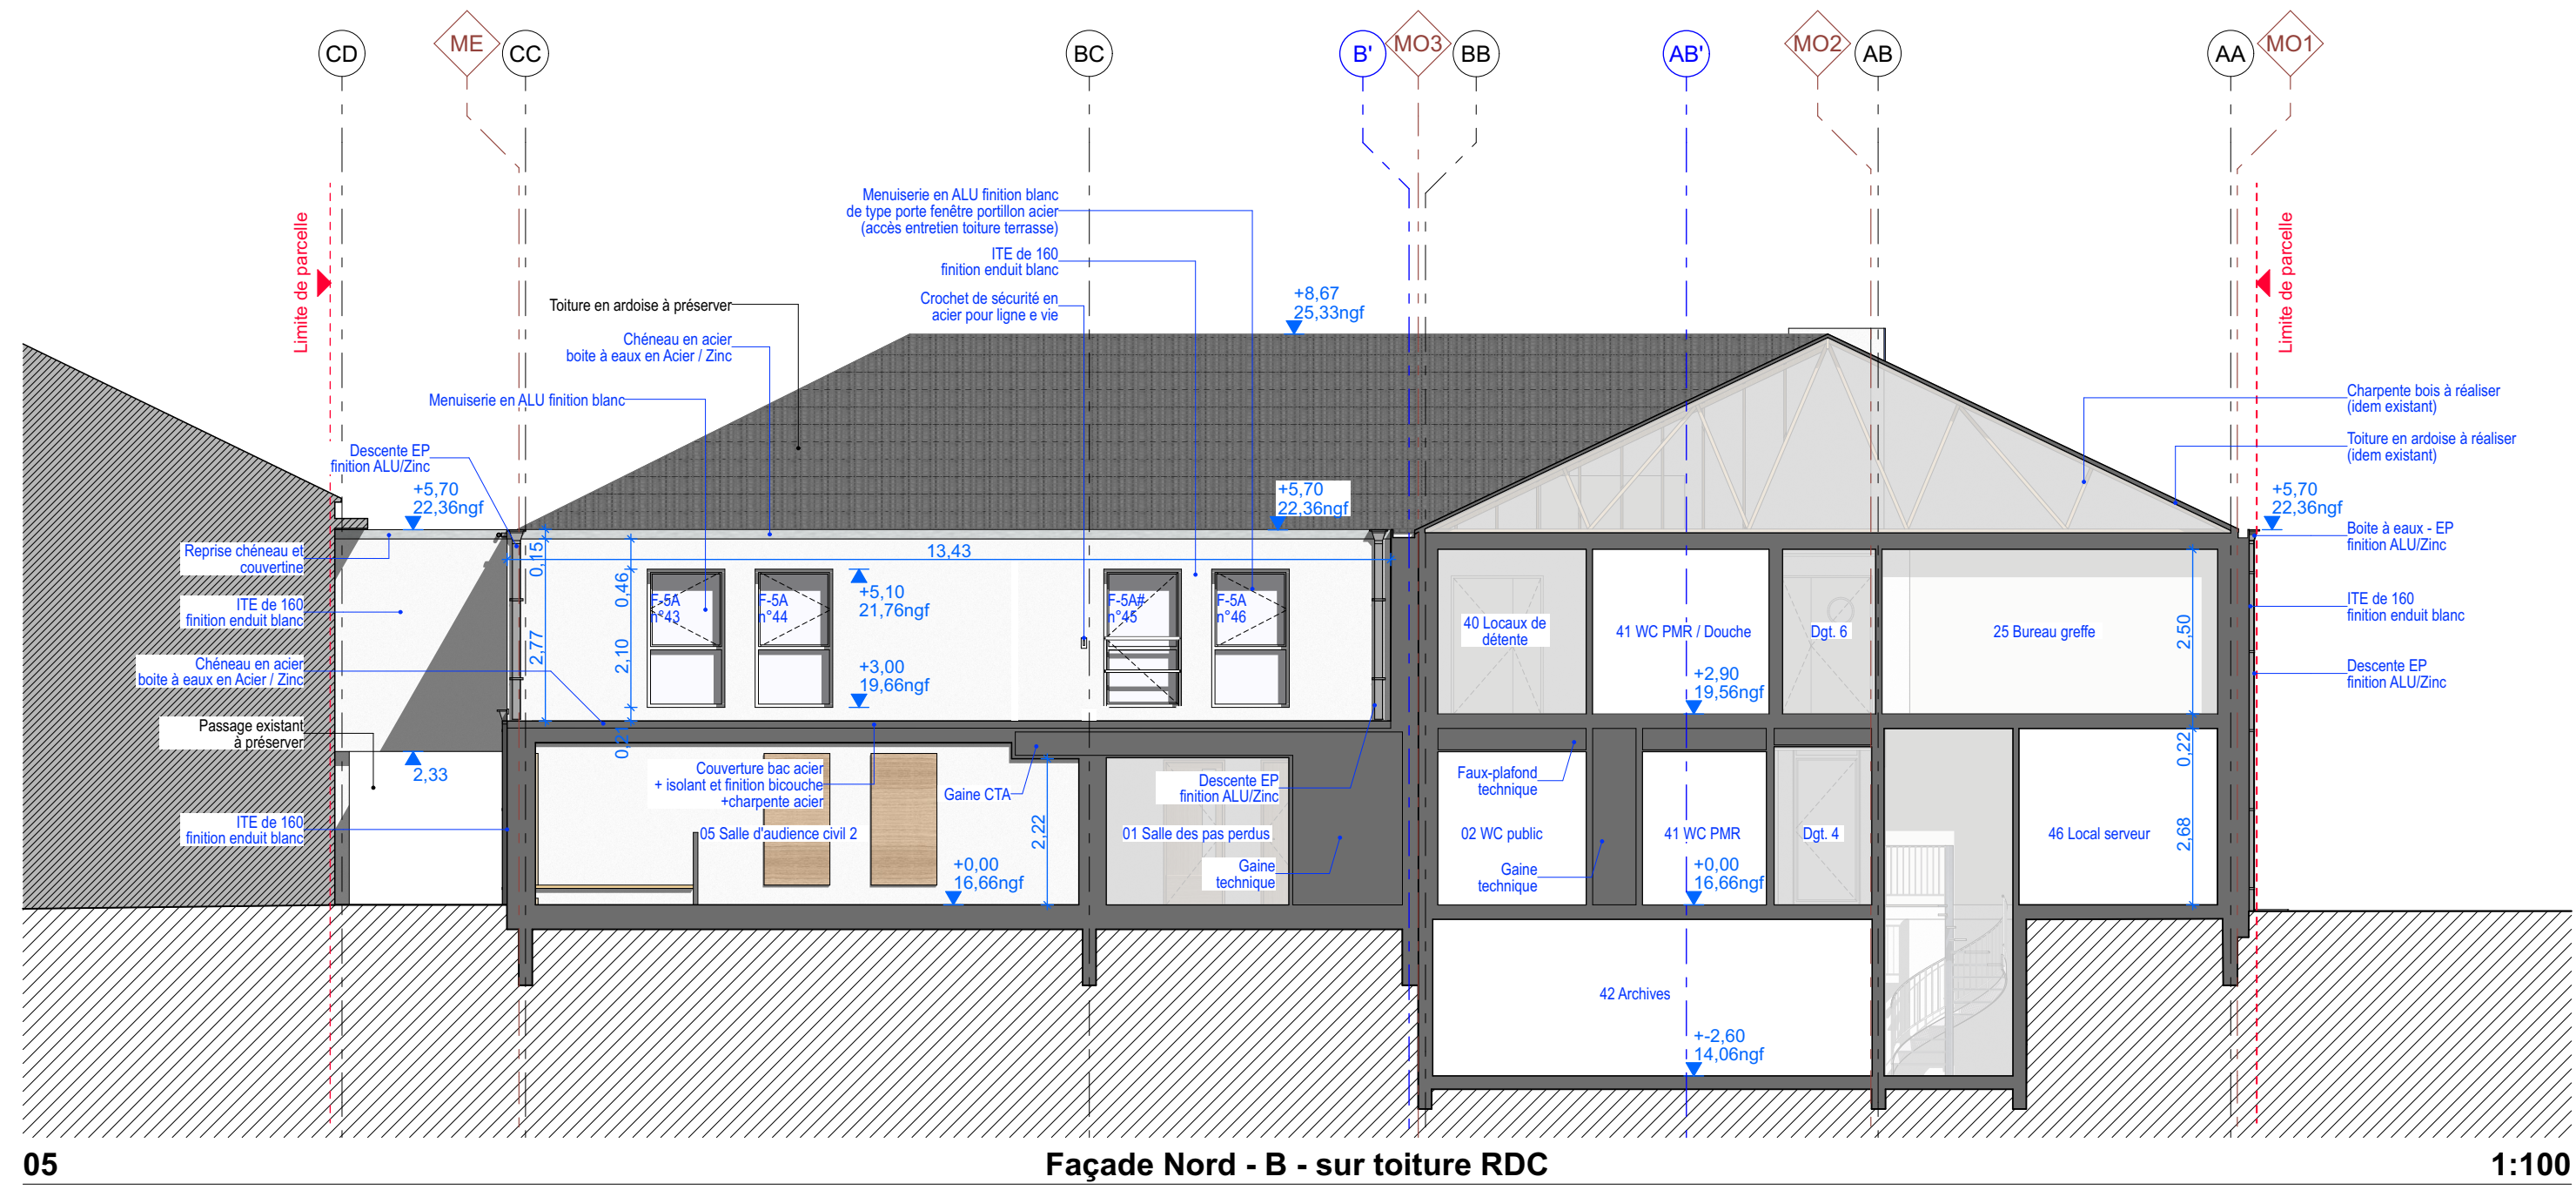 CD
ME
CC
BC
B'
MO3
BB
AB'
MO2
AB
AA
MO1
Limite de parcelle
Limite de parcelle
Menuiserie en ALU finition blanc
de type porte fenêtre portillon acier
(accès entretien toiture terrasse)
ITE de 160
finition enduit blanc
Crochet de sécurité en
acier pour ligne e vie
+8,67
25,33ngf
Toiture en ardoise à préserver
Chéneau en acier
boite à eaux en Acier / Zinc
Menuiserie en ALU finition blanc
Descente EP
finition ALU/Zinc
+5,70
22,36ngf
+5,70
22,36ngf
Charpente bois à réaliser
(idem existant)
Toiture en ardoise à réaliser
(idem existant)
+5,70
22,36ngf
Boite à eaux - EP
finition ALU/Zinc
ITE de 160
finition enduit blanc
Descente EP
finition ALU/Zinc
Reprise chéneau et
couvertine
ITE de 160
finition enduit blanc
Chéneau en acier
boite à eaux en Acier / Zinc
Passage existant
à préserver
2,33
ITE de 160
finition enduit blanc
0,15
2,77
0,46
2,10
0,21
13,43
F-5A
n°43
F-5A
n°44
+5,10
21,76ngf
+3,00
19,66ngf
F-5A#
n°45
F-5A
n°46
40 Locaux de
détente
41 WC PMR / Douche
+2,90
19,56ngf
Dgt. 6
25 Bureau greffe
2,50
0,22
2,68
Couverture bac acier
+ isolant et finition bicouche
+charpente acier
Gaine CTA
2,22
05 Salle d'audience civil 2
+0,00
16,66ngf
Descente EP
finition ALU/Zinc
01 Salle des pas perdus
Gaine
technique
Faux-plafond
technique
02 WC public
Gaine
technique
41 WC PMR
+0,00
16,66ngf
Dgt. 4
46 Local serveur
42 Archives
+-2,60
14,06ngf
05
Façade Nord - B - sur toiture RDC
1:100